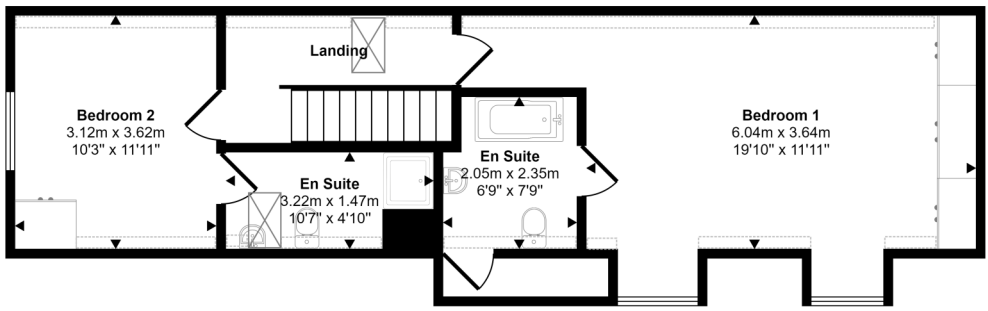 Landing
Bedroom 2
3.12m x 3.62m
10'3" x 11'11"
Bedroom 1
6.04m x 3.64m
19'10" x 11'11"
En Suite
2.05m x 2.35m
6'9" x 7'9"
En Suite
3.22m x 1.47m
10'7" x 4'10"